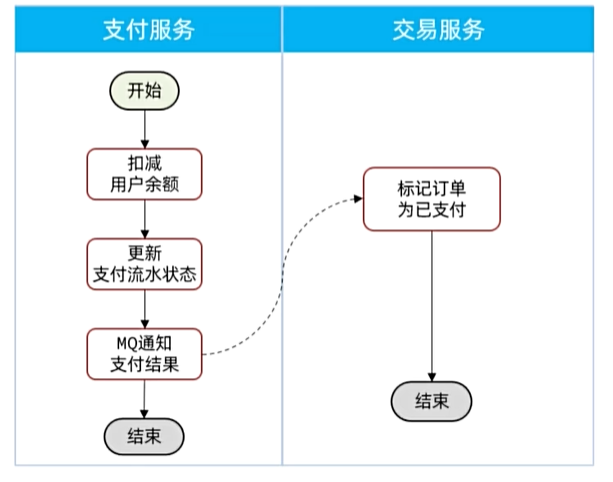 支付服务
交易服务
开始
扣减
用户余额
更新
支付流水状态
MQ通知
支付结果
结束
标记订单
为已支付
结束